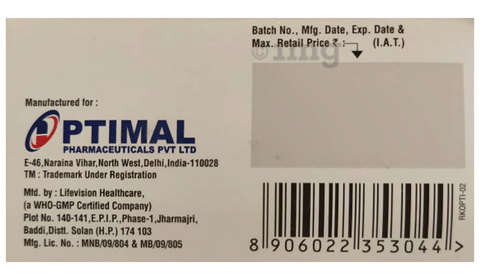 Batch No., Mfg. Date, Exp. Date &
Max. Retail Price ₹ : (I.A.T.)
1mg
Manufactured for :
OPTIMAL
PHARMACEUTICALS PVT LTD
E-46,Naraina Vihar,North West,Delhi,India-110028
TM : Trademark Under Registration
Mfd. by : Lifevision Healthcare,
(a WHO-GMP Certified Company)
Plot No. 140-141,E.P.I.P.,Phase-1,Jharmajri,
Baddi,Distt. Solan (H.P.) 174 103
Mfg. Lic. No. : MNB/09/804 & MB/09/805
8 906022 353044 >
RKOPTI-02